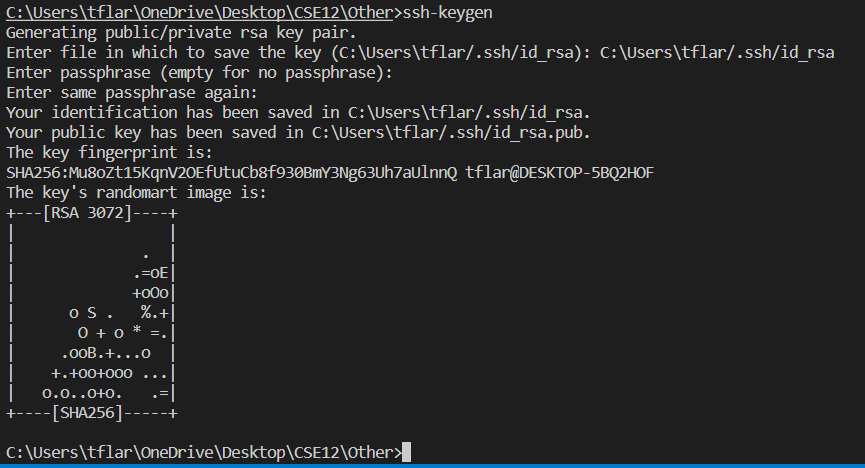 C:\Users\tflar\OneDrive\Desktop\CSE12\Other>ssh-keygen
Generating public/private rsa key pair.
Enter file in which to save the key (C:\Users\tflar/.ssh/id_rsa): C:\Users\tflar/.ssh/id_rsa
Enter passphrase (empty for no passphrase):
Enter same passphrase again:
Your identification has been saved in C:\Users\tflar/.ssh/id_rsa.
Your public key has been saved in C:\Users\tflar/.ssh/id_rsa.pub.
The key fingerprint is:
SHA256:Mu8oZt15KqnV2OEfUtuCb8f930BmY3Ng63Uh7aUlnnQ tflar@DESKTOP-5BQ2HOF
The key's randomart image is:
+---[RSA 3072]----+
|                 |
|              .  |
|             .=oE|
|             +oOo|
|      o S .   %.+|
|       O + o * =.|
|     .ooB.+...o  |
|    +.+oo+ooo ...|
|   o.o..o+o.   .=|
+----[SHA256]-----+
C:\Users\tflar\OneDrive\Desktop\CSE12\Other>